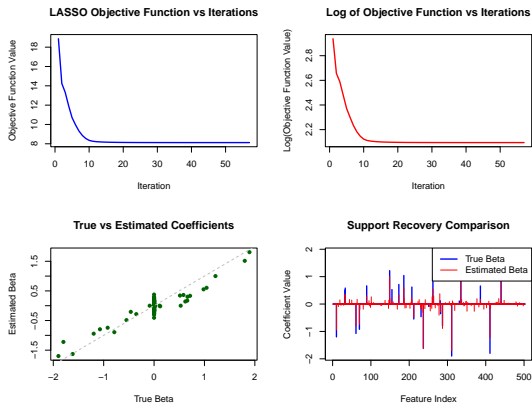 LASSO Objective Function vs Iterations
Objective Function Value
8 10 12 14 16 18
0 10 20 30 40 50
Iteration
Log of Objective Function vs Iterations
Log(Objective Function Value)
2.2 2.4 2.6 2.8
0 10 20 30 40 50
Iteration
True vs Estimated Coefficients
Estimated Beta
−1.5 −0.5 0.5 1.5
−2 −1 0 1 2
True Beta
Support Recovery Comparison
True Beta
Estimated Beta
Coefficient Value
−2 −1 0 1 2
0 100 200 300 400 500
Feature Index